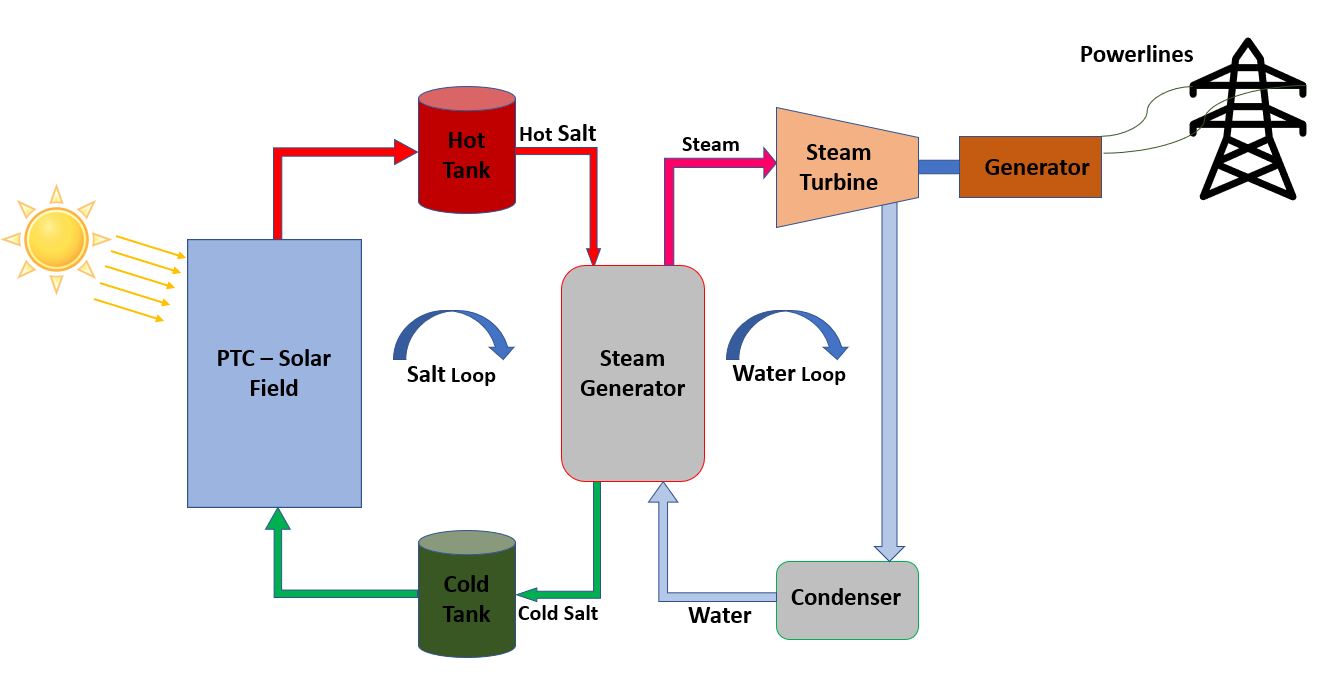 Powerlines
Hot
Tank
Hot Salt
Steam
Steam
Turbine
Generator
PTC – Solar
Field
Salt Loop
Steam
Generator
Water Loop
Cold
Tank
Cold Salt
Water
Condenser